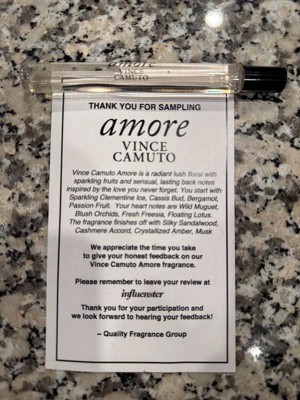 amore
VINCE
CAMUTO
THANK YOU FOR SAMPLING
amore
VINCE
CAMUTO
Vince Camuto Amore is a radiant lush floral with
sparkling fruits and sensual, lasting back notes
inspired by the love you never forget. You start with
Sparkling Clementine Ice, Cassis Bud, Bergamot,
Passion Fruit. Your heart notes are Wild Muguet,
Blush Orchids, Fresh Freesia, Floating Lotus.
The fragrance finishes off with Silky Sandalwood,
Cashmere Accord, Crystallized Amber, Musk
We appreciate the time you take
to give your honest feedback on our
Vince Camuto Amore fragrance.
Please remember to leave your review at
influenster
Thank you for your participation and
we look forward to hearing your feedback!
~ Quality Fragrance Group